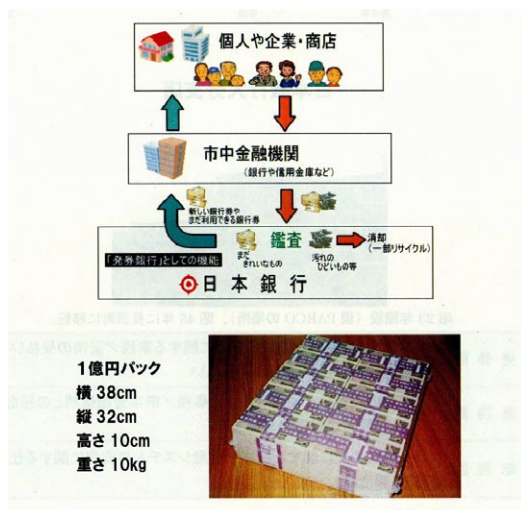 個人や企業・商店
市中金融機関
(銀行や信用金庫など)
新しい銀行券や
まだ利用できる銀行券
鑑査
消却
(一部リサイクル)
まだ
きれいなもの
汚れの
ひどいもの等
「発券銀行」としての機能
日本銀行
1億円パック
横 38cm
縦 32cm
高さ 10cm
重さ 10kg